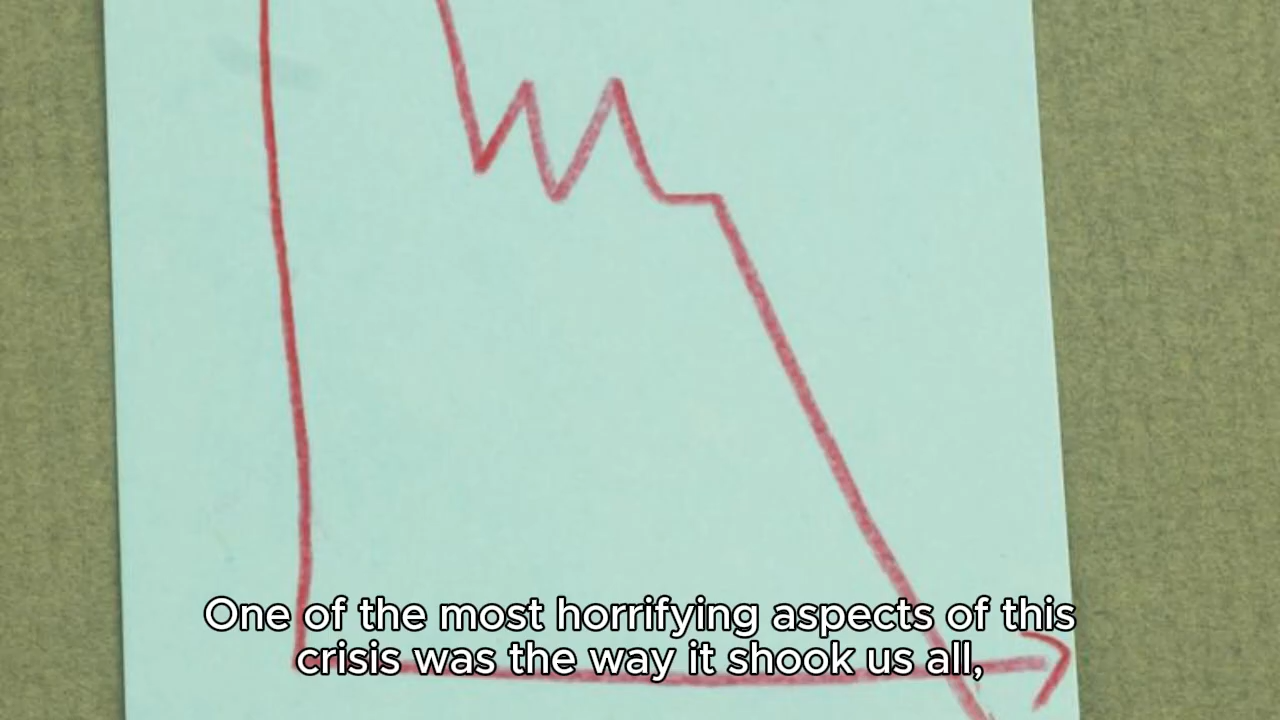 One of the most horrifying aspects of this
crisis was the way it shook us all,